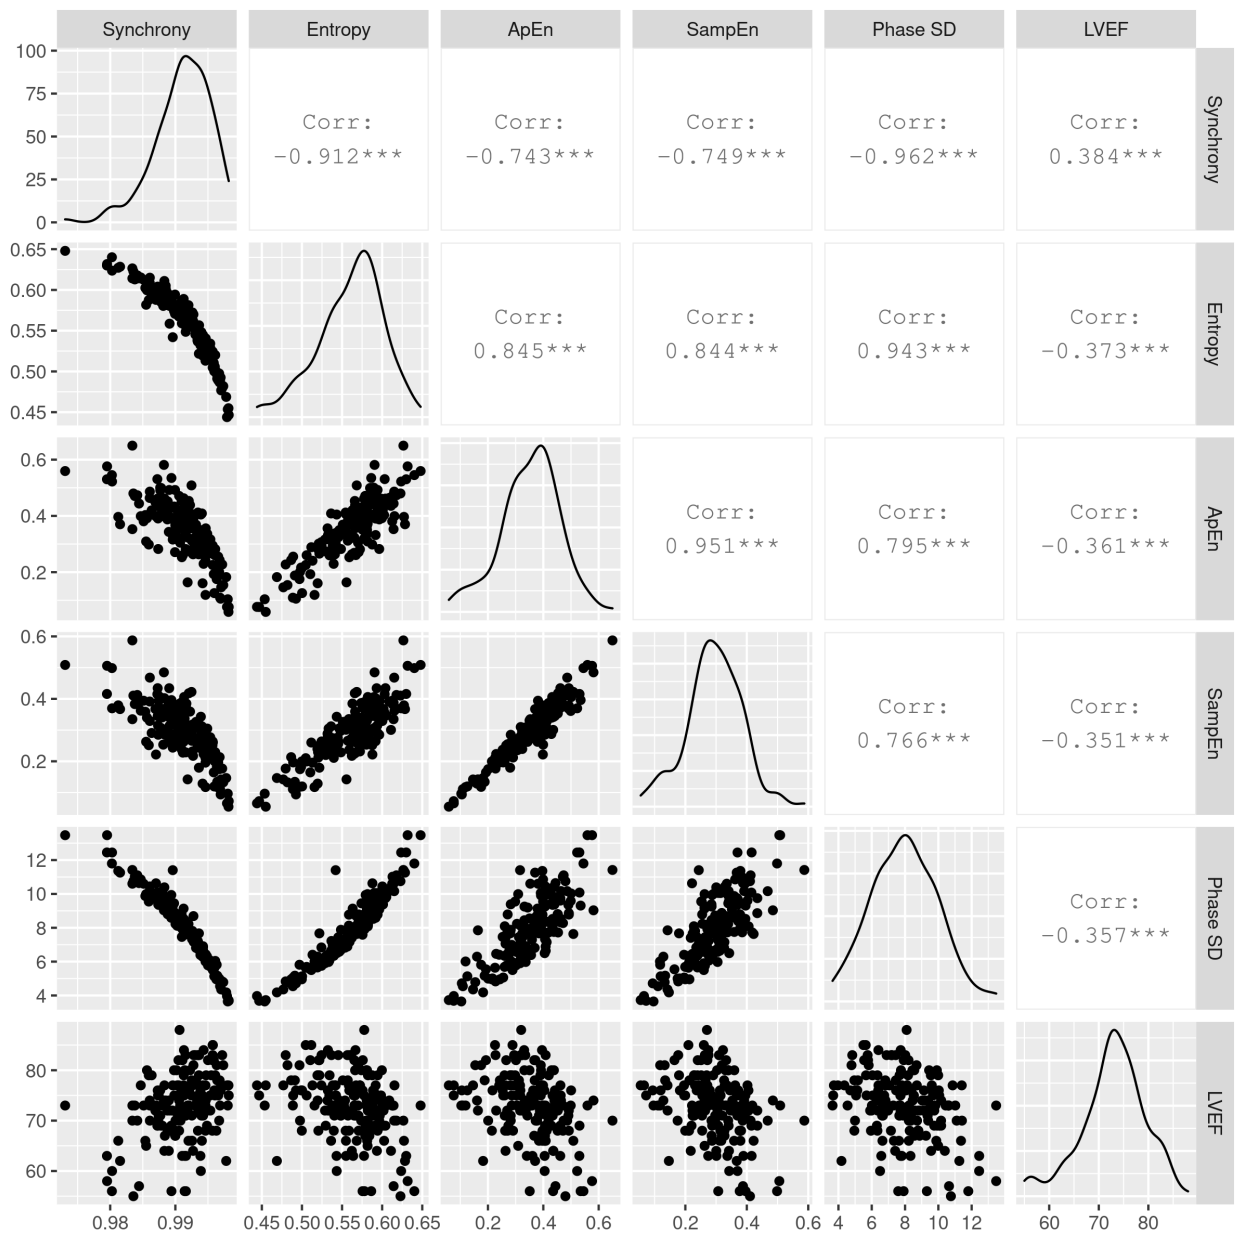 Synchrony Entropy ApEn SampEn Phase SD LVEF
100
75
50
25
0
Corr:
−0.912***
Corr:
−0.743***
Corr:
−0.749***
Corr:
−0.962***
Corr:
0.384***
Synchrony
0.65
0.60
0.55
0.50
0.45
Corr:
0.845***
Corr:
0.844***
Corr:
0.943***
Corr:
−0.373***
Entropy
0.6
0.4
0.2
Corr:
0.951***
Corr:
0.795***
Corr:
−0.361***
ApEn
0.6
0.4
0.2
Corr:
0.766***
Corr:
−0.351***
SampEn
12
10
8
6
4
Corr:
−0.357***
Phase SD
80
70
60
LVEF
0.98 0.99 0.45 0.50 0.55 0.60 0.65 0.2 0.4 0.6 0.2 0.4 0.6 4 6 8 10 12 60 70 80